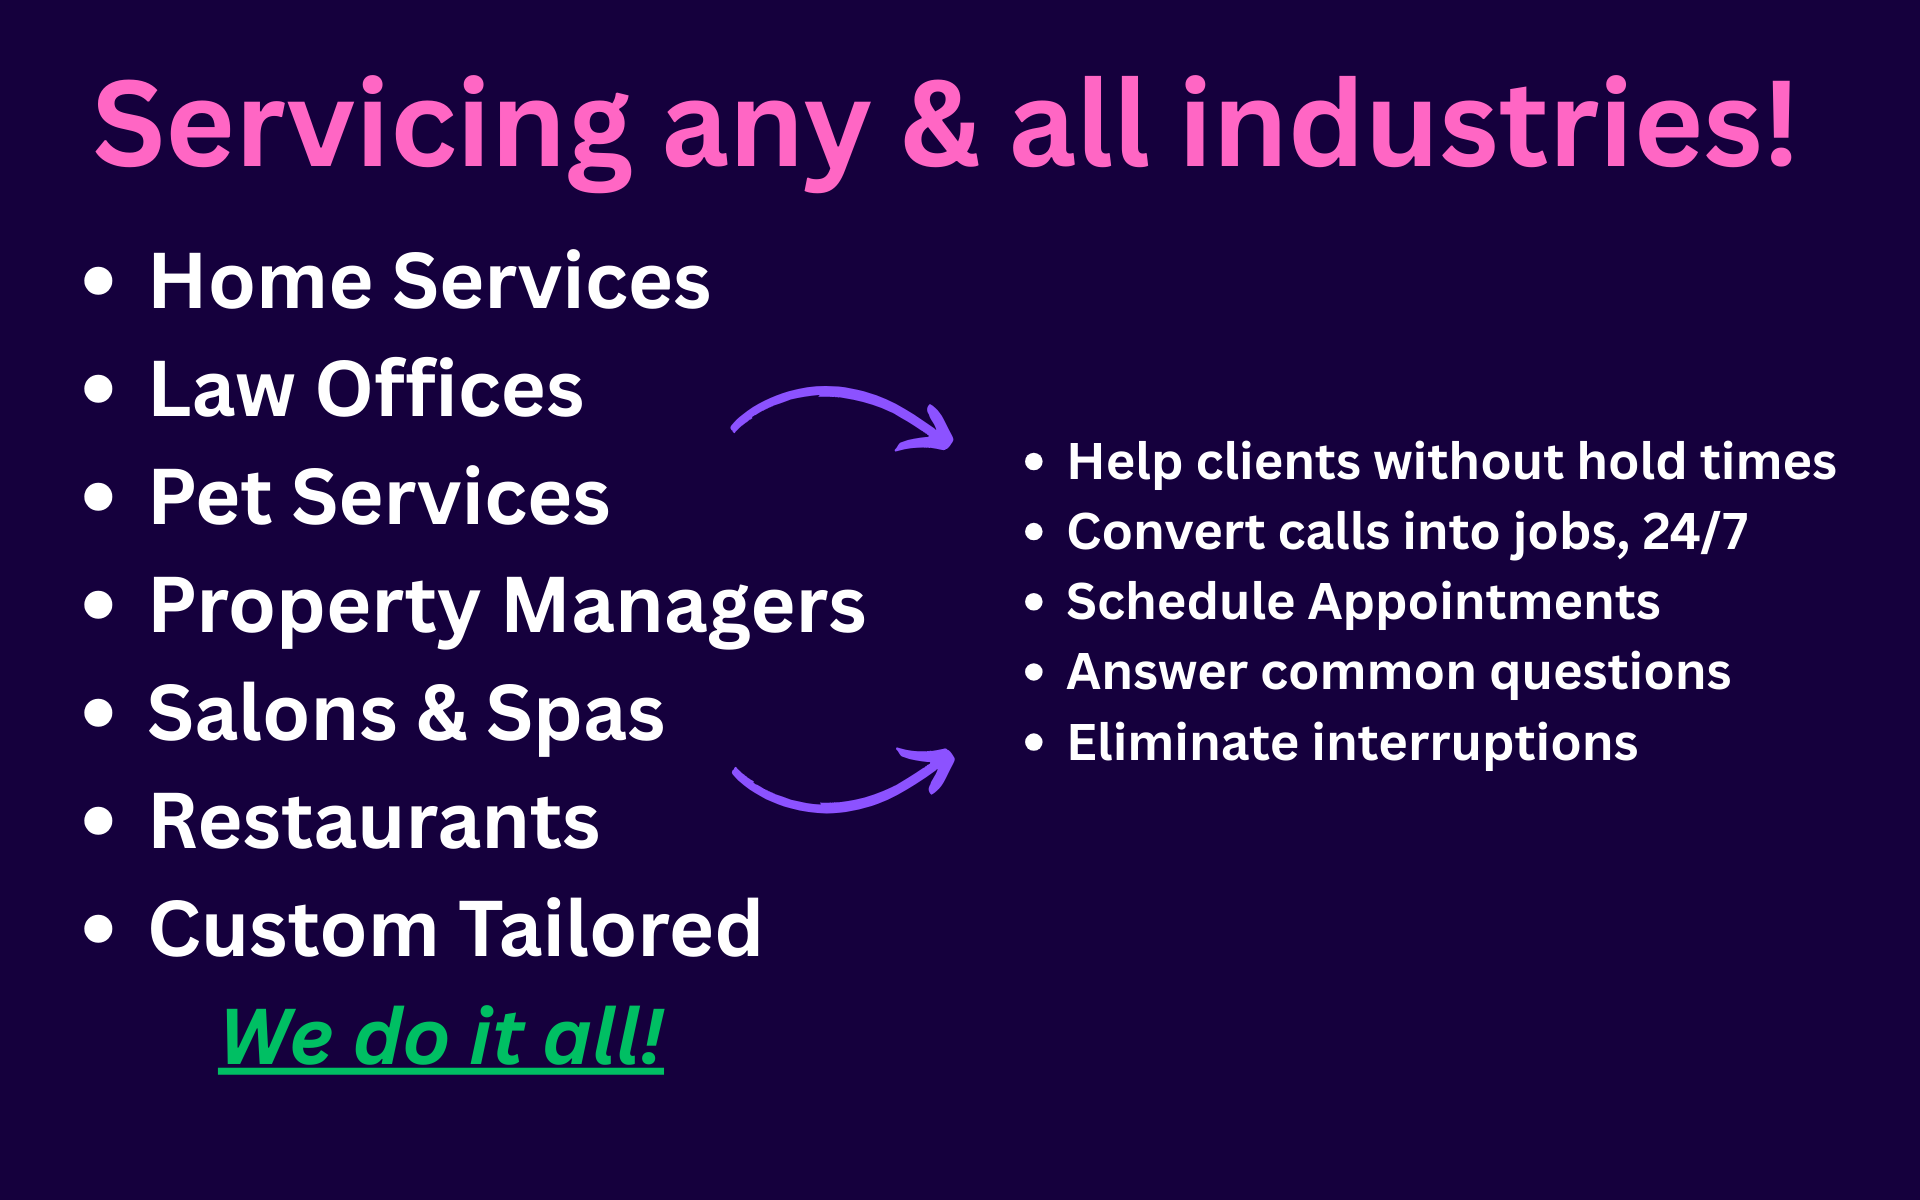 Servicing any & all industries!
• Home Services
• Law Offices
• Pet Services
• Property Managers
• Salons & Spas
• Restaurants
• Custom Tailored
We do it all!
• Help clients without hold times
• Convert calls into jobs, 24/7
• Schedule Appointments
• Answer common questions
• Eliminate interruptions